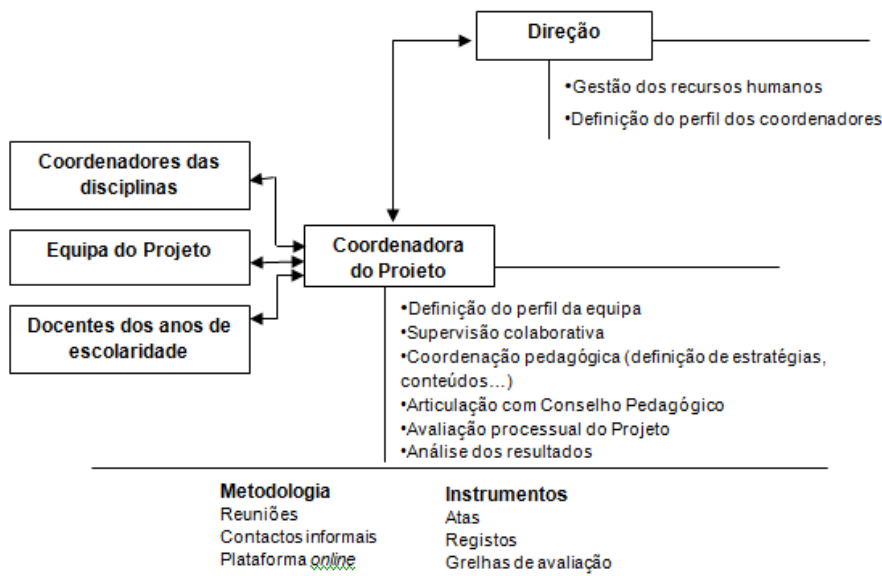 Direção
•Gestão dos recursos humanos
•Definição do perfil dos coordenadores
Coordenadores das
disciplinas
Equipa do Projeto
Docentes dos anos de
escolaridade
Coordenadora
do Projeto
•Definição do perfil da equipa
•Supervisão colaborativa
•Coordenação pedagógica (definição de estratégias,
conteúdos...)
•Articulação com Conselho Pedagógico
•Avaliação processual do Projeto
•Análise dos resultados
Metodologia
Reuniões
Contactos informais
Plataforma online
Instrumentos
Atas
Registos
Grelhas de avaliação